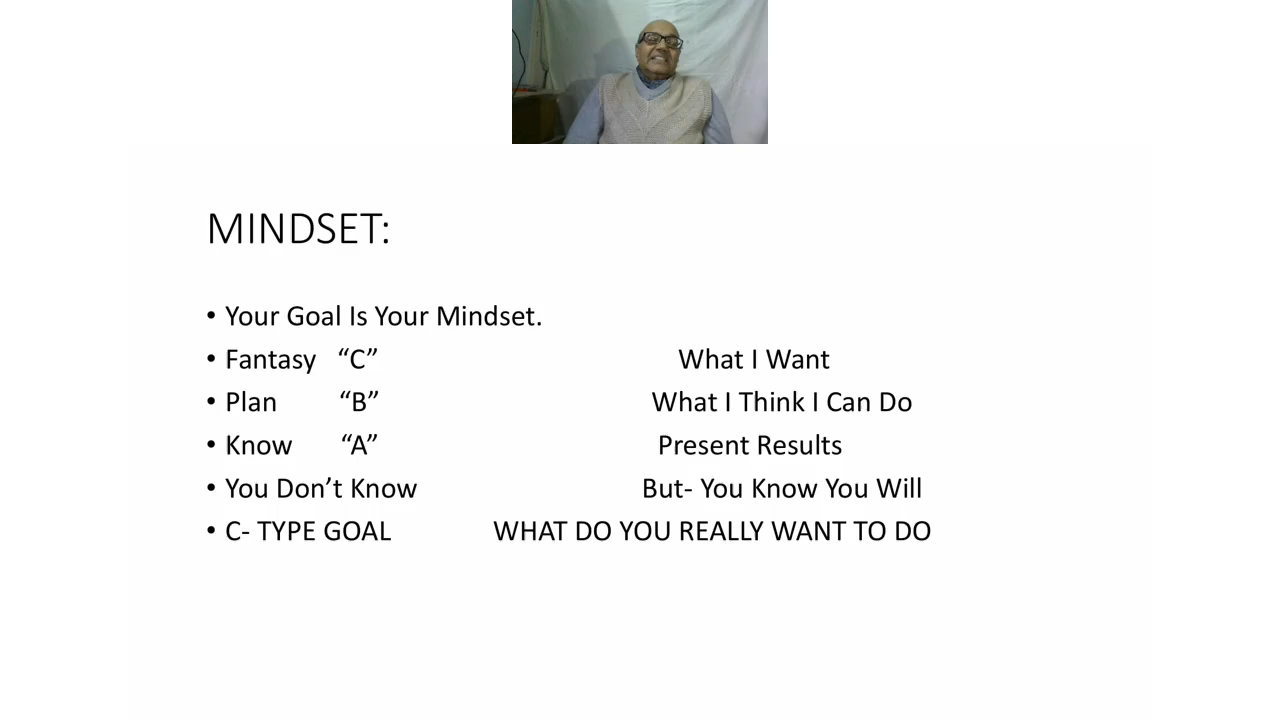 MINDSET:
• Your Goal Is Your Mindset.
• Fantasy “C” What I Want
• Plan “B” What I Think I Can Do
• Know “A” Present Results
• You Don’t Know But- You Know You Will
• C- TYPE GOAL WHAT DO YOU REALLY WANT TO DO